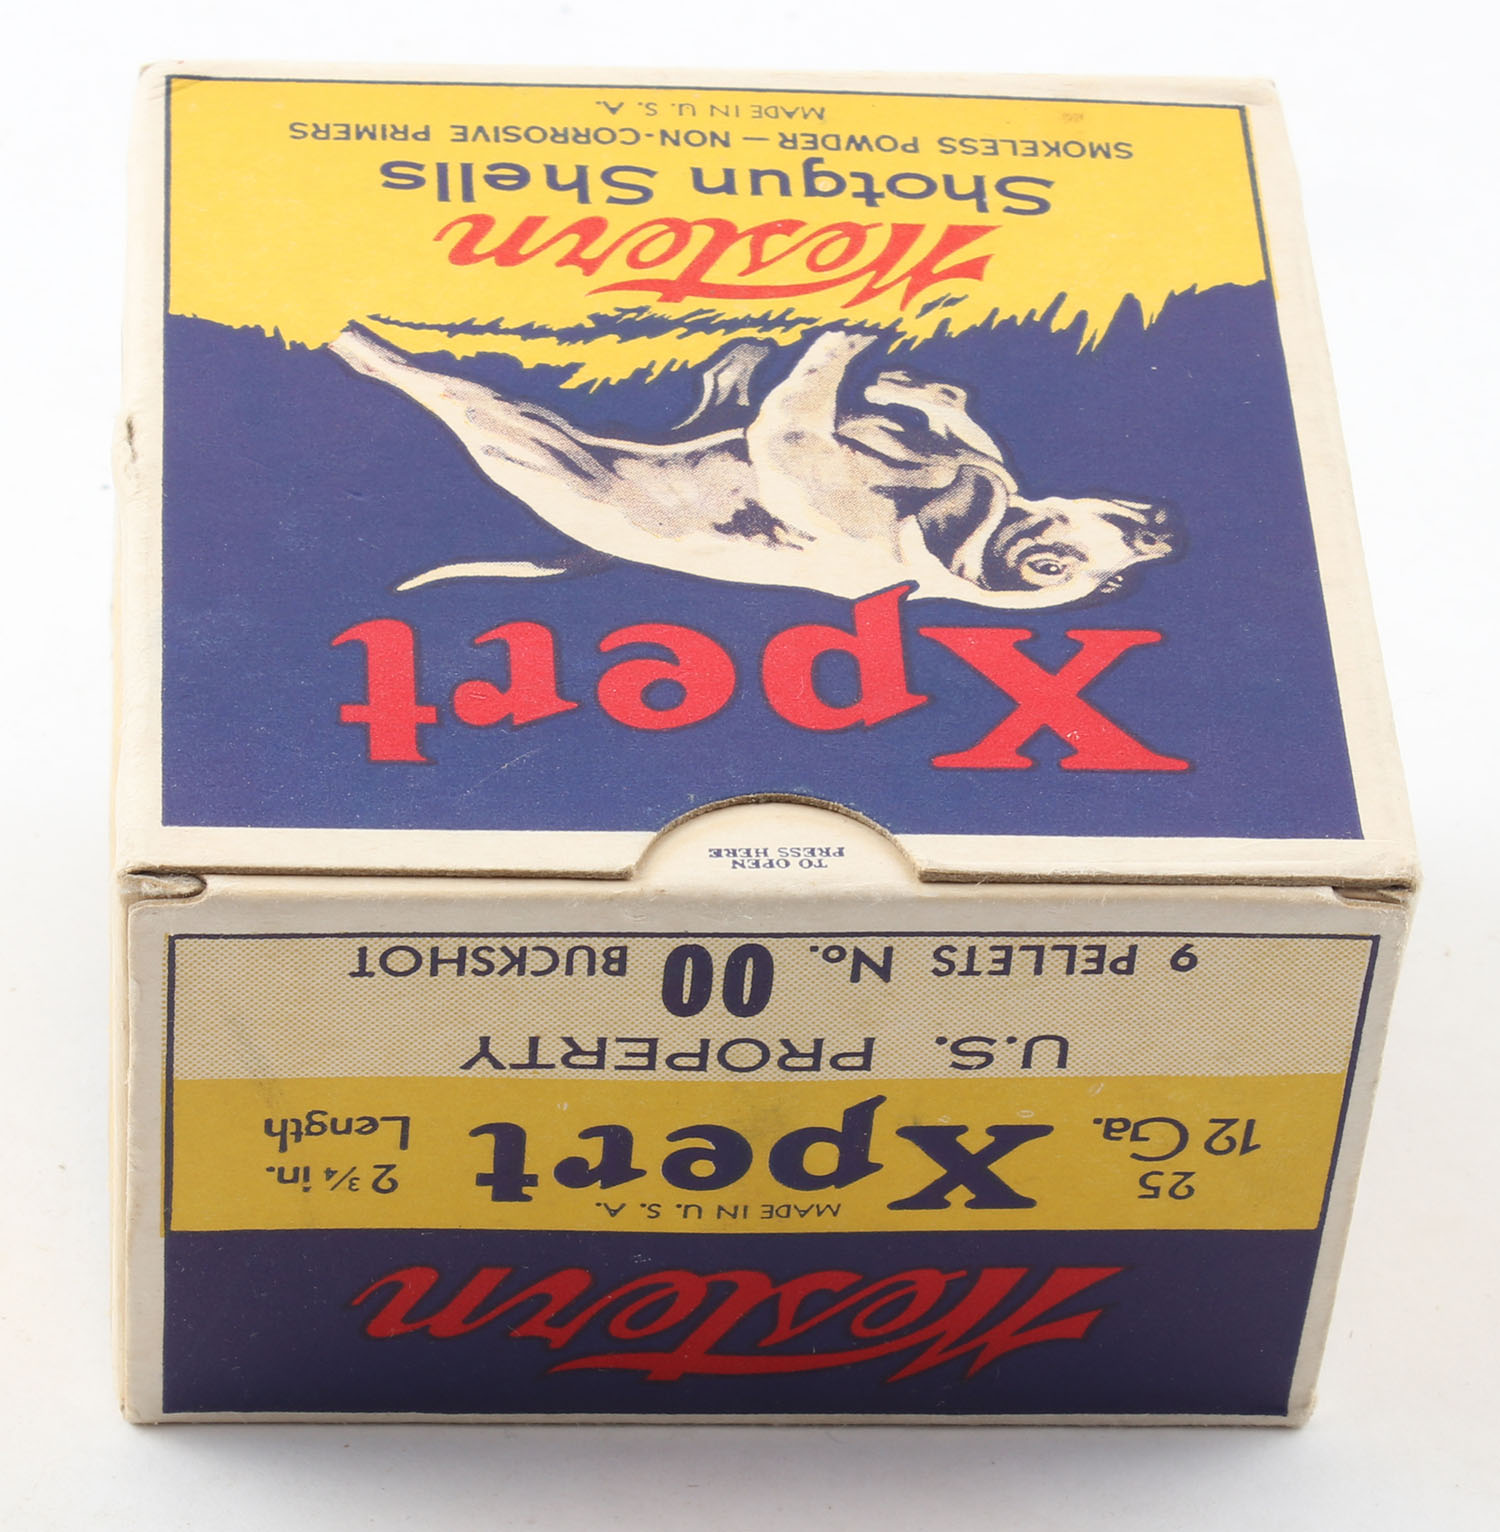 Xpert
Western
Shotgun Shells
SMOKELESS POWDER — NON-CORROSIVE PRIMERS
MADE IN U. S. A.
TO OPEN
PRESS HERE
Western
MADE IN U. S. A.
25
12 Ga.
Xpert
2 3/4 in.
Length
U.S. PROPERTY
9 PELLETS No. 00 BUCKSHOT